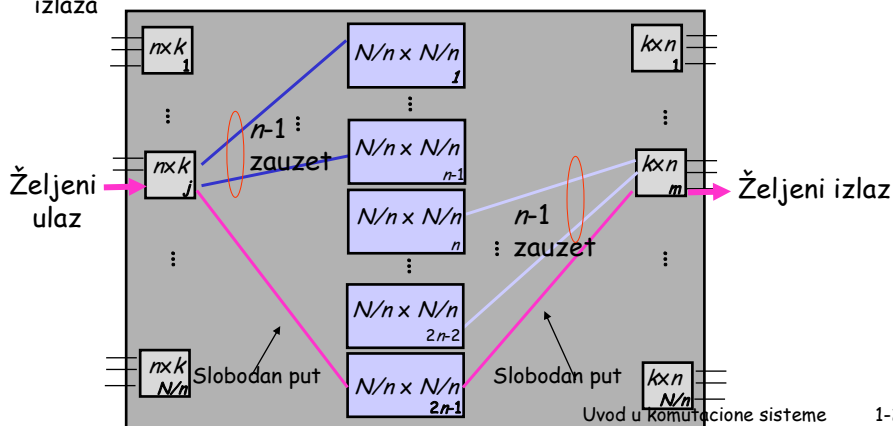 izlaza
n×k
1
N/n x N/n
1
k×n
1
n-1
zauzet
N/n x N/n
n-1
n×k
j
k×n
m
Željeni
ulaz
Željeni izlaz
N/n x N/n
n
n-1
zauzet
N/n x N/n
2n-2
n×k
N/n
Slobodan put
N/n x N/n
2n-1
Slobodan put
k×n
N/n
Uvod u komutacione sisteme